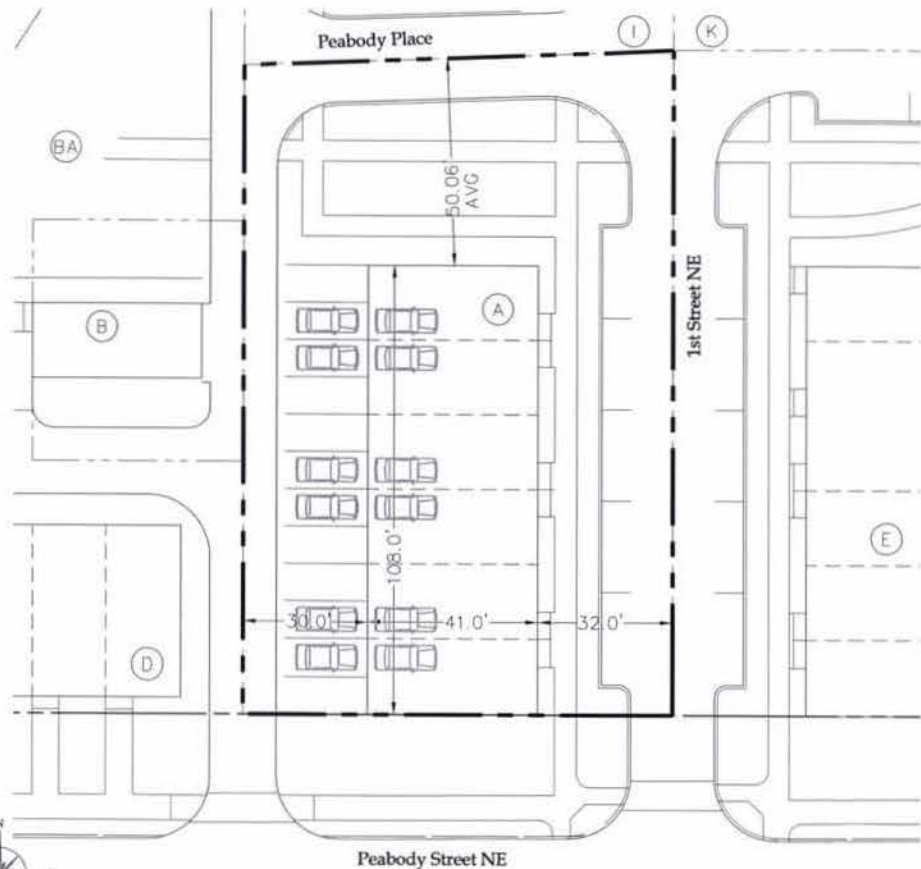 Peabody Place
I
K
BA
50.06'
AVG
B
A
1st Street NE
108.0'
E
30.0'
41.0'
32.0'
D
Peabody Street NE